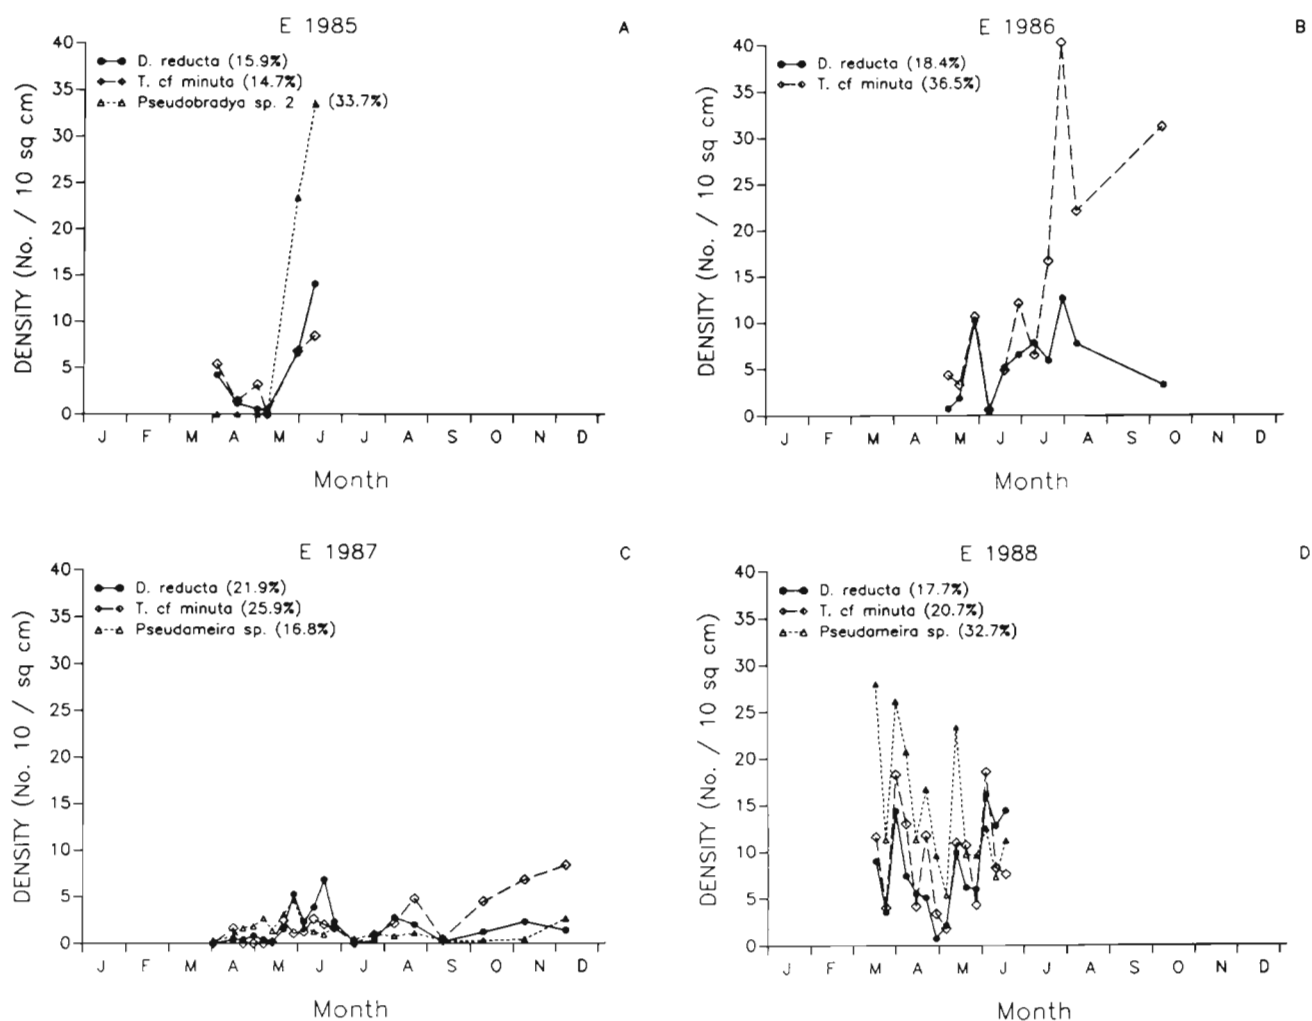 E 1985
A
40
35
30
25
20
15
10
5
0
DENSITY (No. / 10 sq cm)
D. reducta (15.9%)
T. cf minuta (14.7%)
Pseudobradya sp. 2 (33.7%)
J F M A M J J A S O N D
Month
E 1986
B
40
35
30
25
20
15
10
5
0
DENSITY (No. / 10 sq cm)
D. reducta (18.4%)
T. cf minuta (36.5%)
J F M A M J J A S O N D
Month
E 1987
C
40
35
30
25
20
15
10
5
0
DENSITY (No. 10 / sq cm)
D. reducta (21.9%)
T. cf minuta (25.9%)
Pseudameira sp. (16.8%)
J F M A M J J A S O N D
Month
E 1988
D
40
35
30
25
20
15
10
5
0
DENSITY (No. / 10 sq cm)
D. reducta (17.7%)
T. cf minuta (20.7%)
Pseudameira sp. (32.7%)
J F M A M J J A S O N D
Month